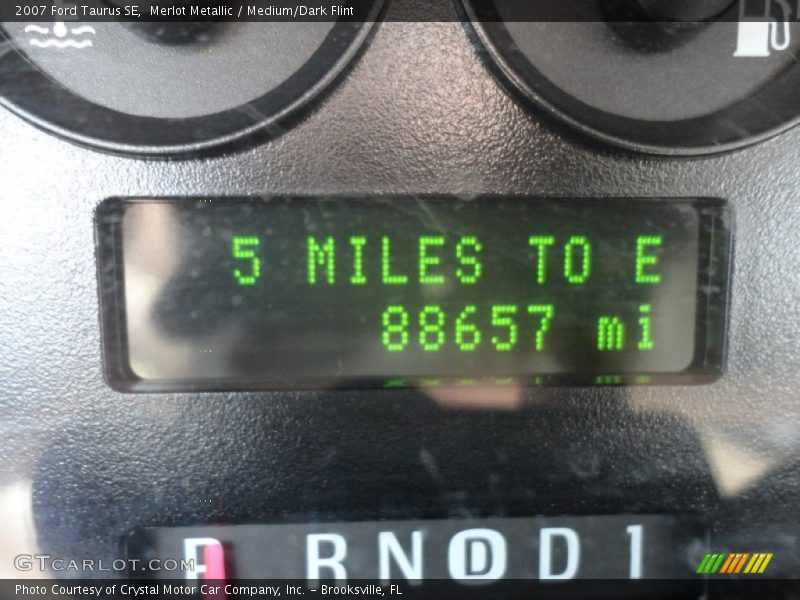 2007 Ford Taurus SE, Merlot Metallic / Medium/Dark Flint
5 MILES TO E
88657 mi
P R N D D 1
GTCARLOT.COM
Photo Courtesy of Crystal Motor Car Company, Inc. - Brooksville, FL